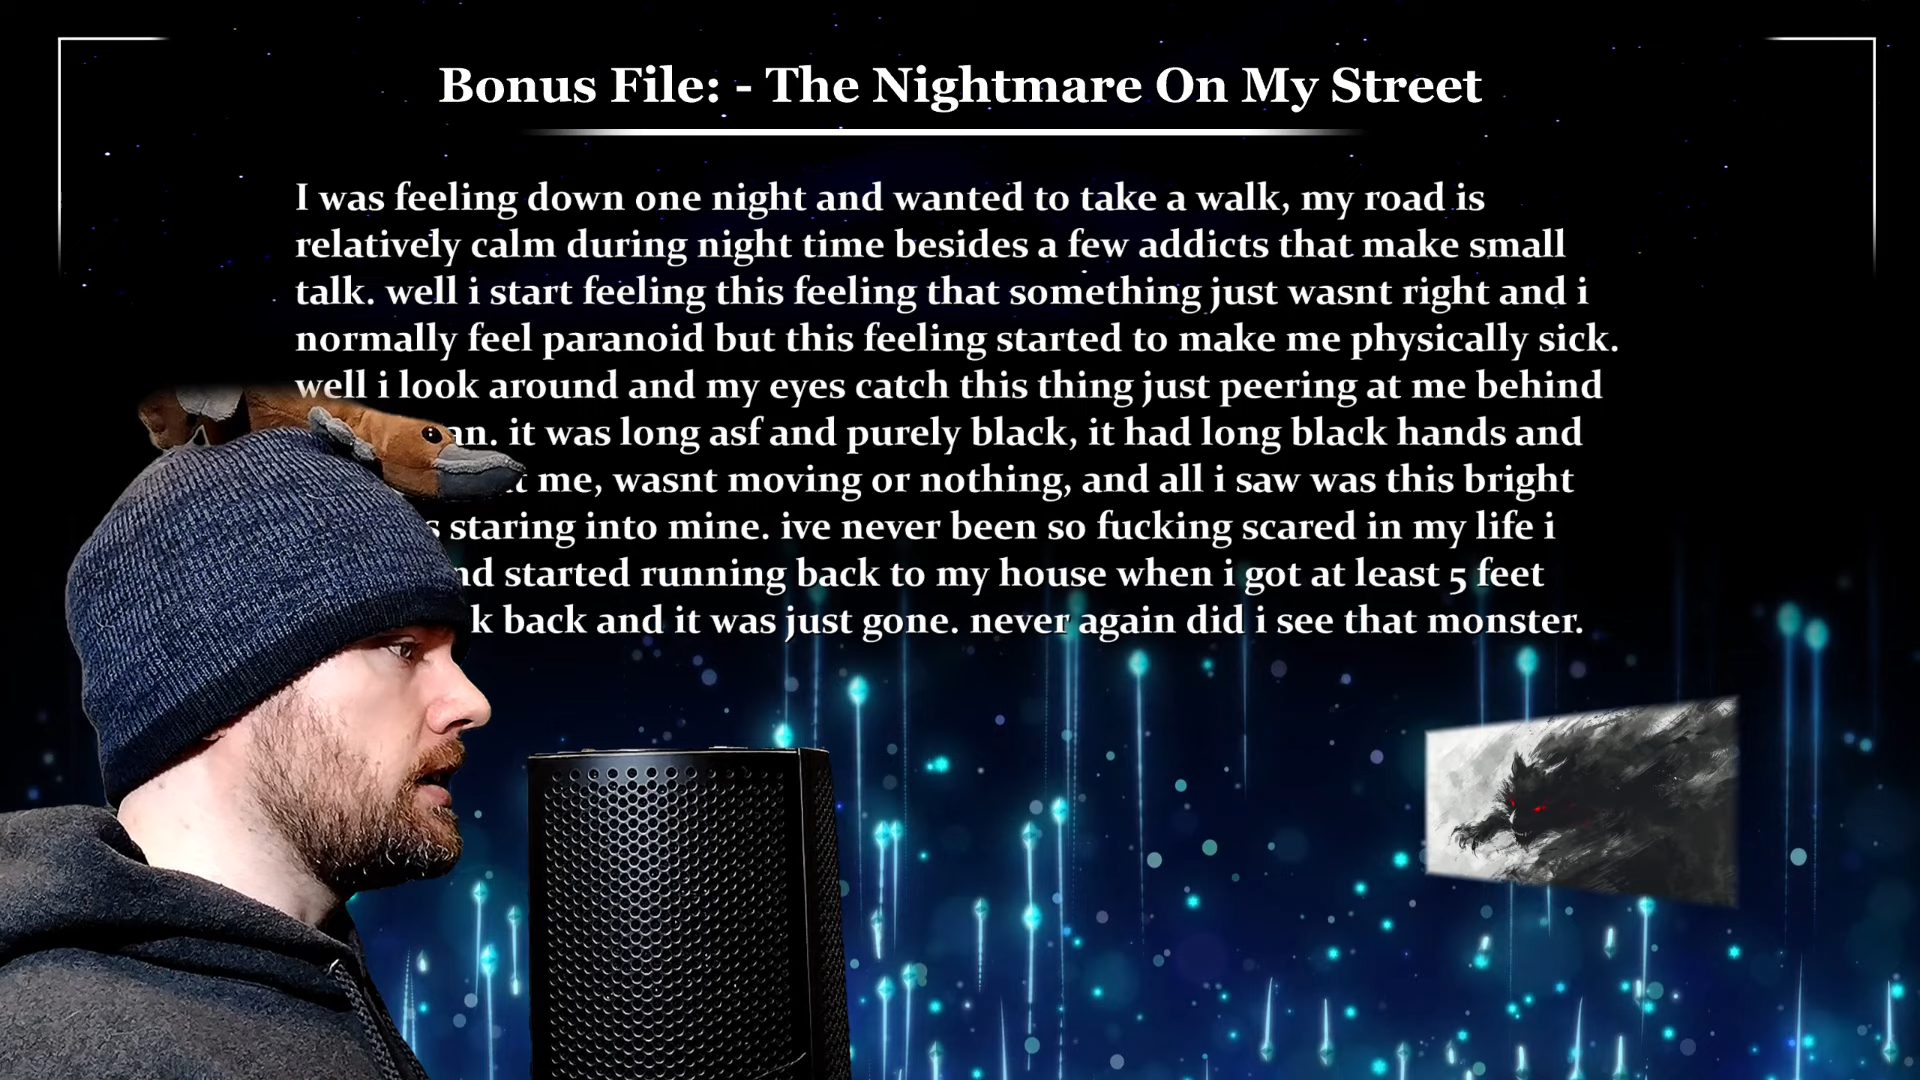 Bonus File: - The Nightmare On My Street
I was feeling down one night and wanted to take a walk, my road is
relatively calm during night time besides a few addicts that make small
talk. well i start feeling this feeling that something just wasnt right and i
normally feel paranoid but this feeling started to make me physically sick.
well i look around and my eyes catch this thing just peering at me behind
it was long asf and purely black, it had long black hands and
me, wasnt moving or nothing, and all i saw was this bright
staring into mine. ive never been so fucking scared in my life i
started running back to my house when i got at least 5 feet
back and it was just gone. never again did i see that monster.